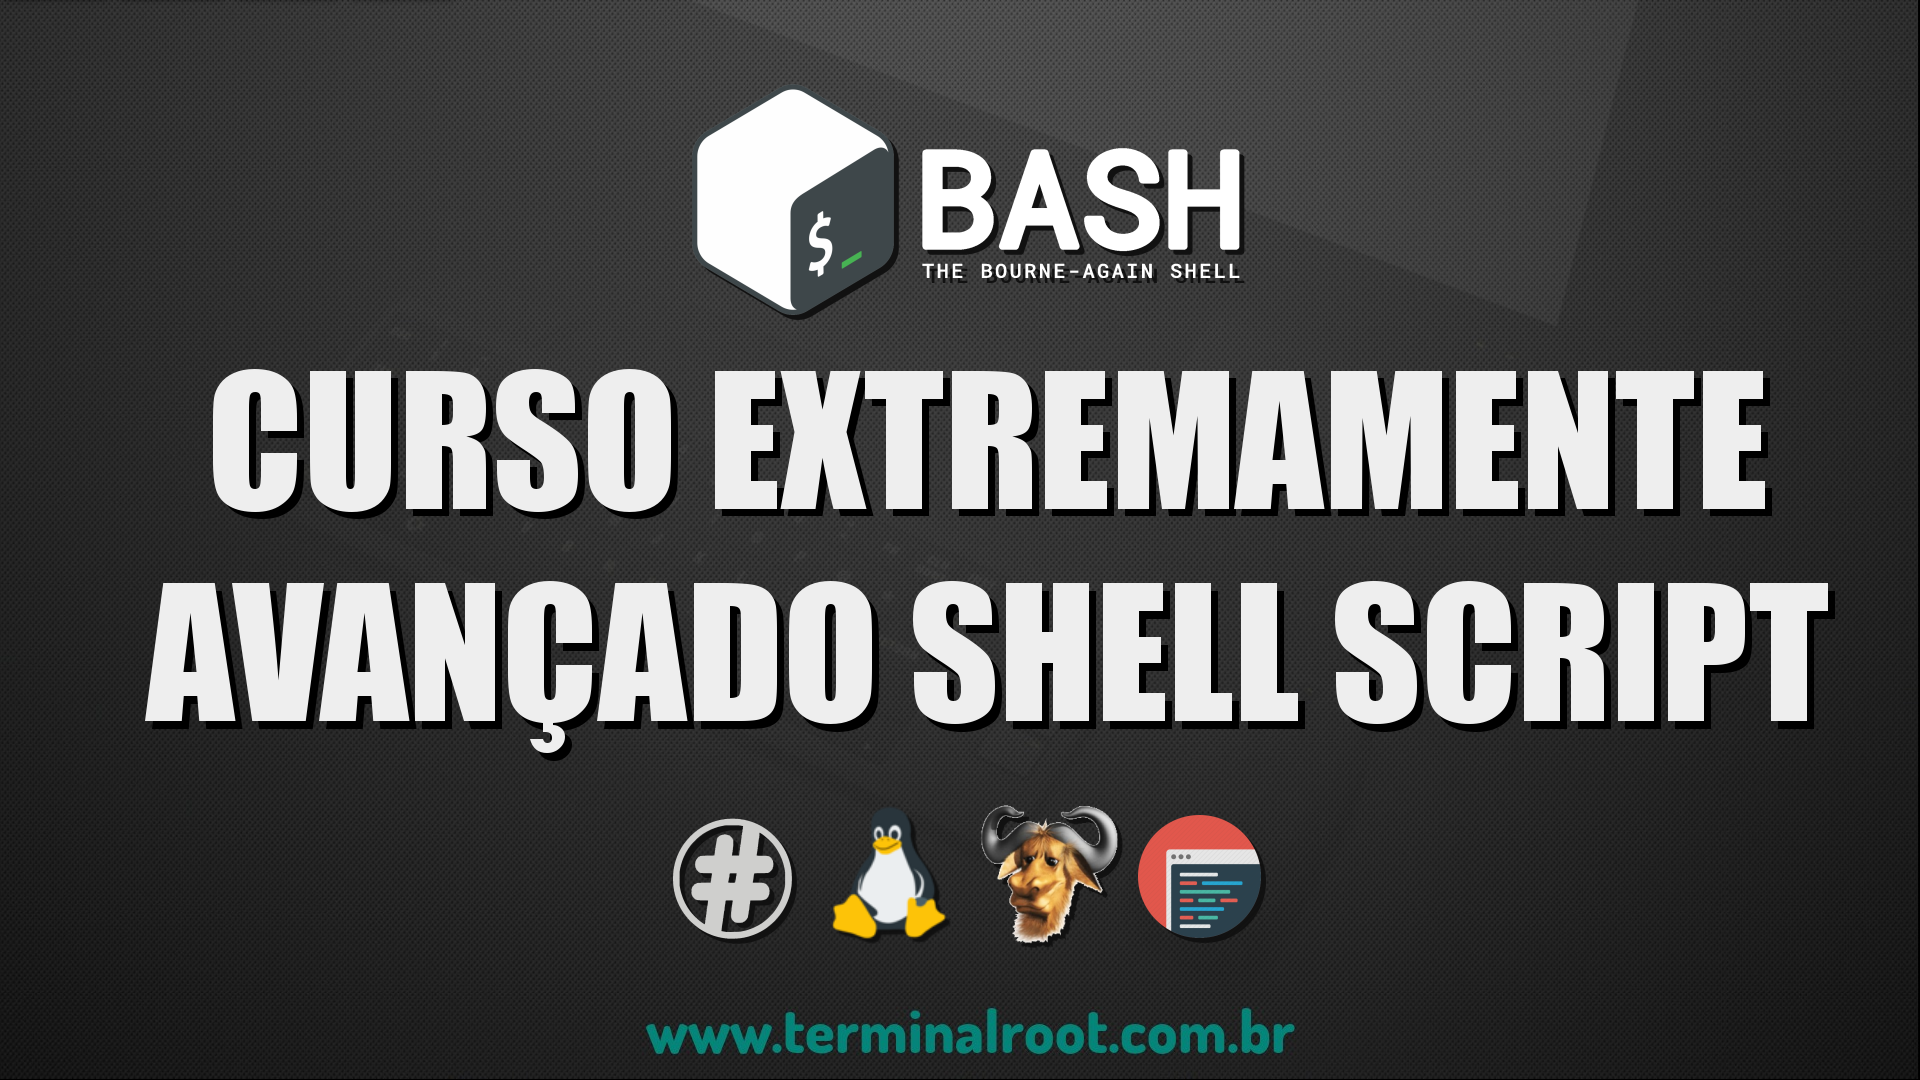 $_
BASH
THE BOURNE-AGAIN SHELL
CURSO EXTREMAMENTE
AVANÇADO SHELL SCRIPT
#
www.terminalroot.com.br